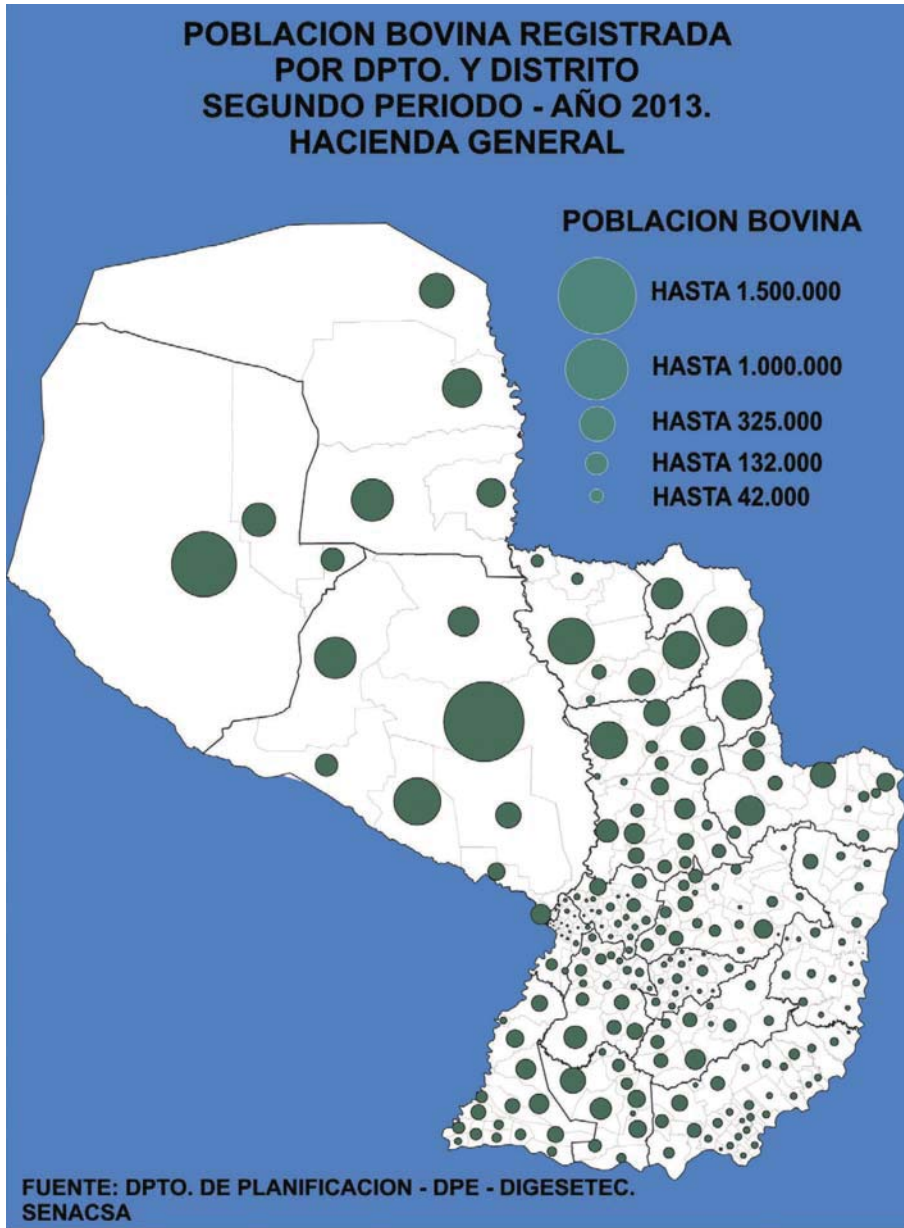 POBLACION BOVINA REGISTRADA
POR DPTO. Y DISTRITO
SEGUNDO PERIODO - AÑO 2013.
HACIENDA GENERAL
POBLACION BOVINA
HASTA 1.500.000
HASTA 1.000.000
HASTA 325.000
HASTA 132.000
HASTA 42.000
FUENTE: DPTO. DE PLANIFICACION - DPE - DIGESETEC.
SENACSA